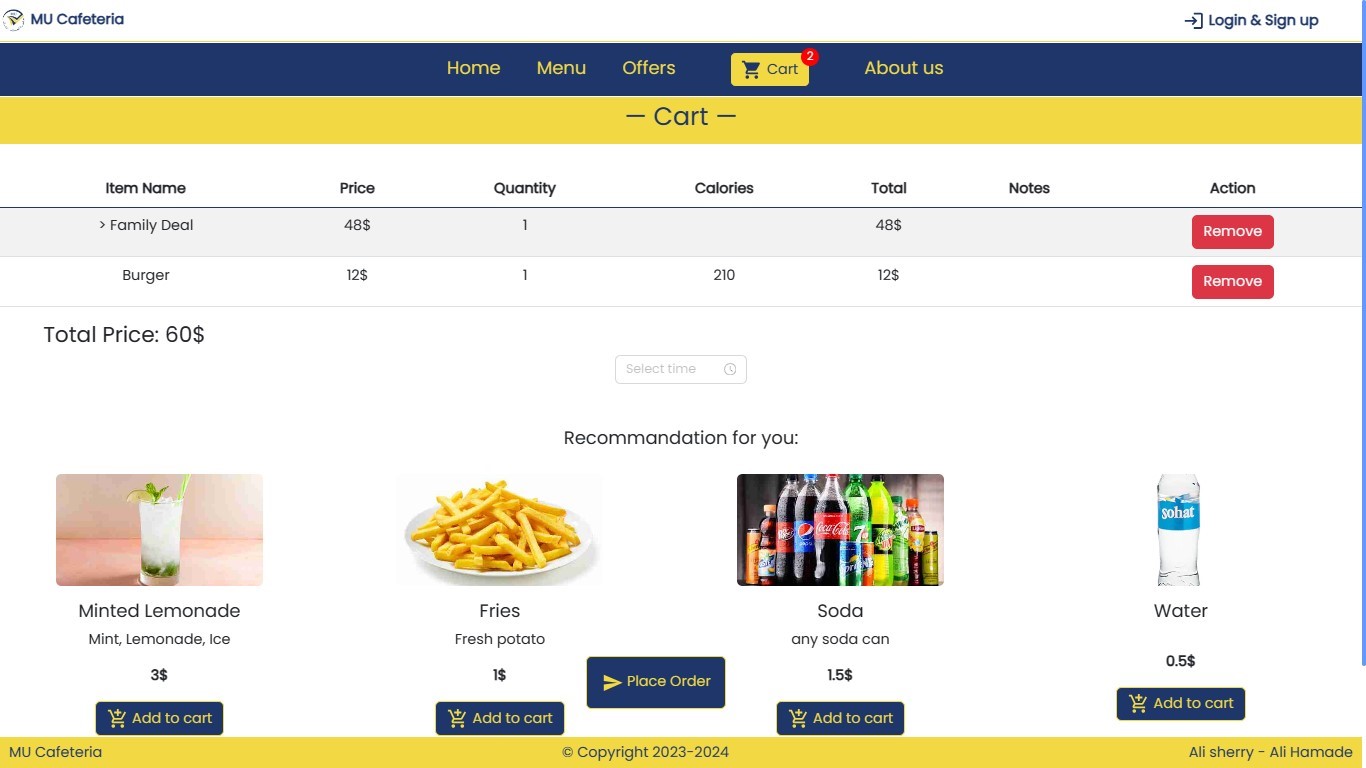 MU Cafeteria
Login & Sign up
Home Menu Offers Cart 2 About us
— Cart —
Item Name Price Quantity Calories Total Notes Action
> Family Deal 48$ 1 48$ Remove
Burger 12$ 1 210 12$ Remove
Total Price: 60$
Select time
Recommandation for you:
sohat
Coca-Cola
pepsi
Minted Lemonade Fries Soda Water
Mint, Lemonade, Ice Fresh potato any soda can
3$ 1$ 1.5$ 0.5$
Place Order
Add to cart Add to cart Add to cart Add to cart
MU Cafeteria © Copyright 2023-2024 Ali sherry - Ali Hamade